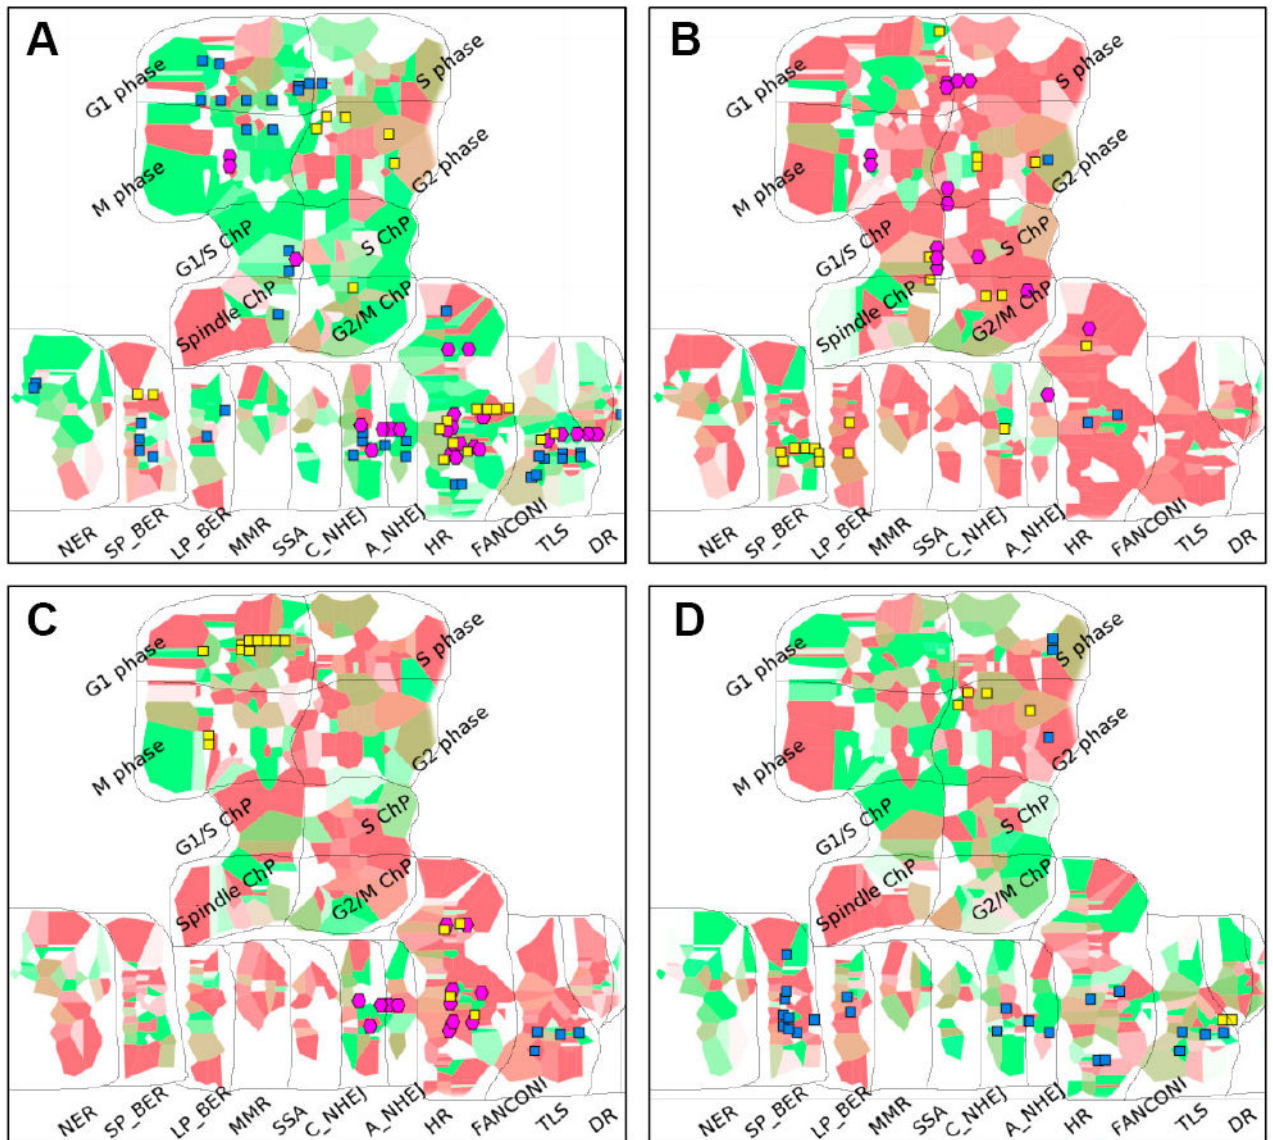 A
G1 phase
S phase
M phase
G2 phase
G1/S ChP
S ChP
Spindle ChP
G2/M ChP
NER
SP_BER
LP_BER
MMR
SSA
C_NHEJ
A_NHEJ
HR
FANCONI
TLS
DR
B
G1 phase
S phase
M phase
G2 phase
G1/S ChP
S ChP
Spindle ChP
G2/M ChP
NER
SP_BER
LP_BER
MMR
SSA
C_NHEJ
A_NHEJ
HR
FANCONI
TLS
DR
C
G1 phase
S phase
M phase
G2 phase
G1/S ChP
S ChP
Spindle ChP
G2/M ChP
NER
SP_BER
LP_BER
MMR
SSA
C_NHEJ
A_NHEJ
HR
FANCONI
TLS
DR
D
G1 phase
S phase
M phase
G2 phase
G1/S ChP
S ChP
Spindle ChP
G2/M ChP
NER
SP_BER
LP_BER
MMR
SSA
C_NHEJ
A_NHEJ
HR
FANCONI
TLS
DR